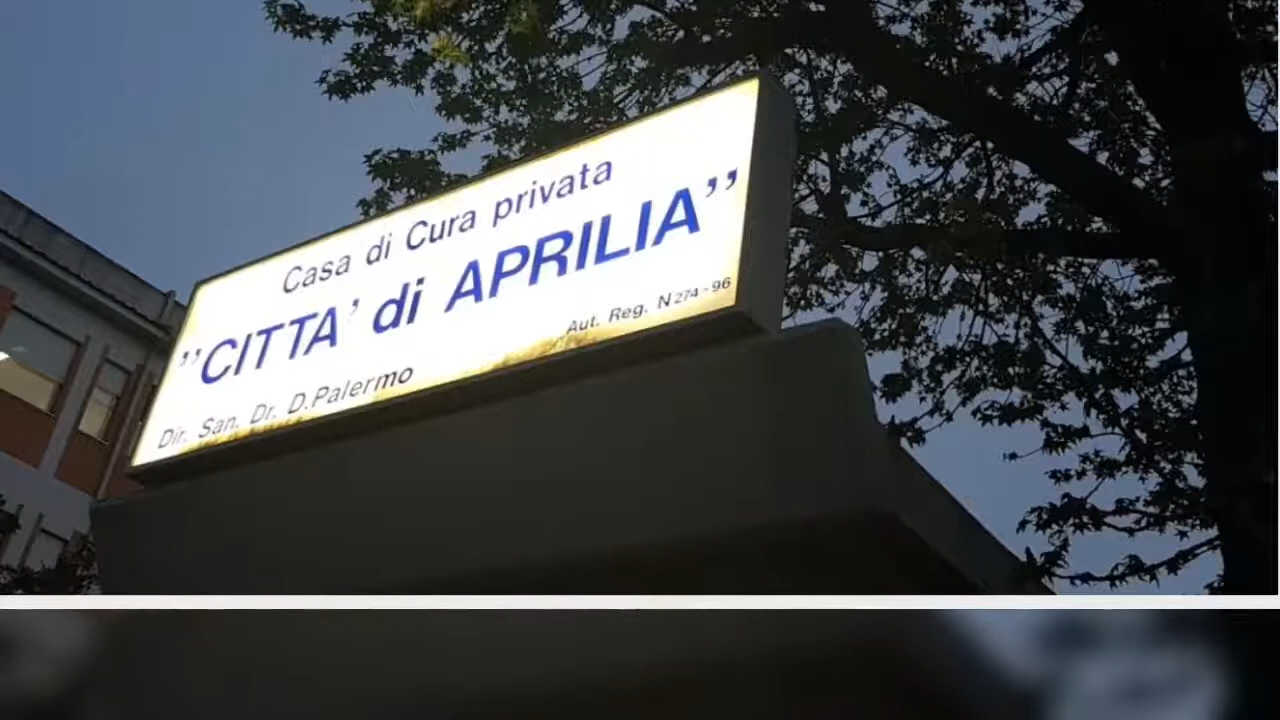 Casa di Cura privata
"CITTA' di APRILIA"
Aut. Reg. N 274-96
Dir. San. Dr. D.Palermo